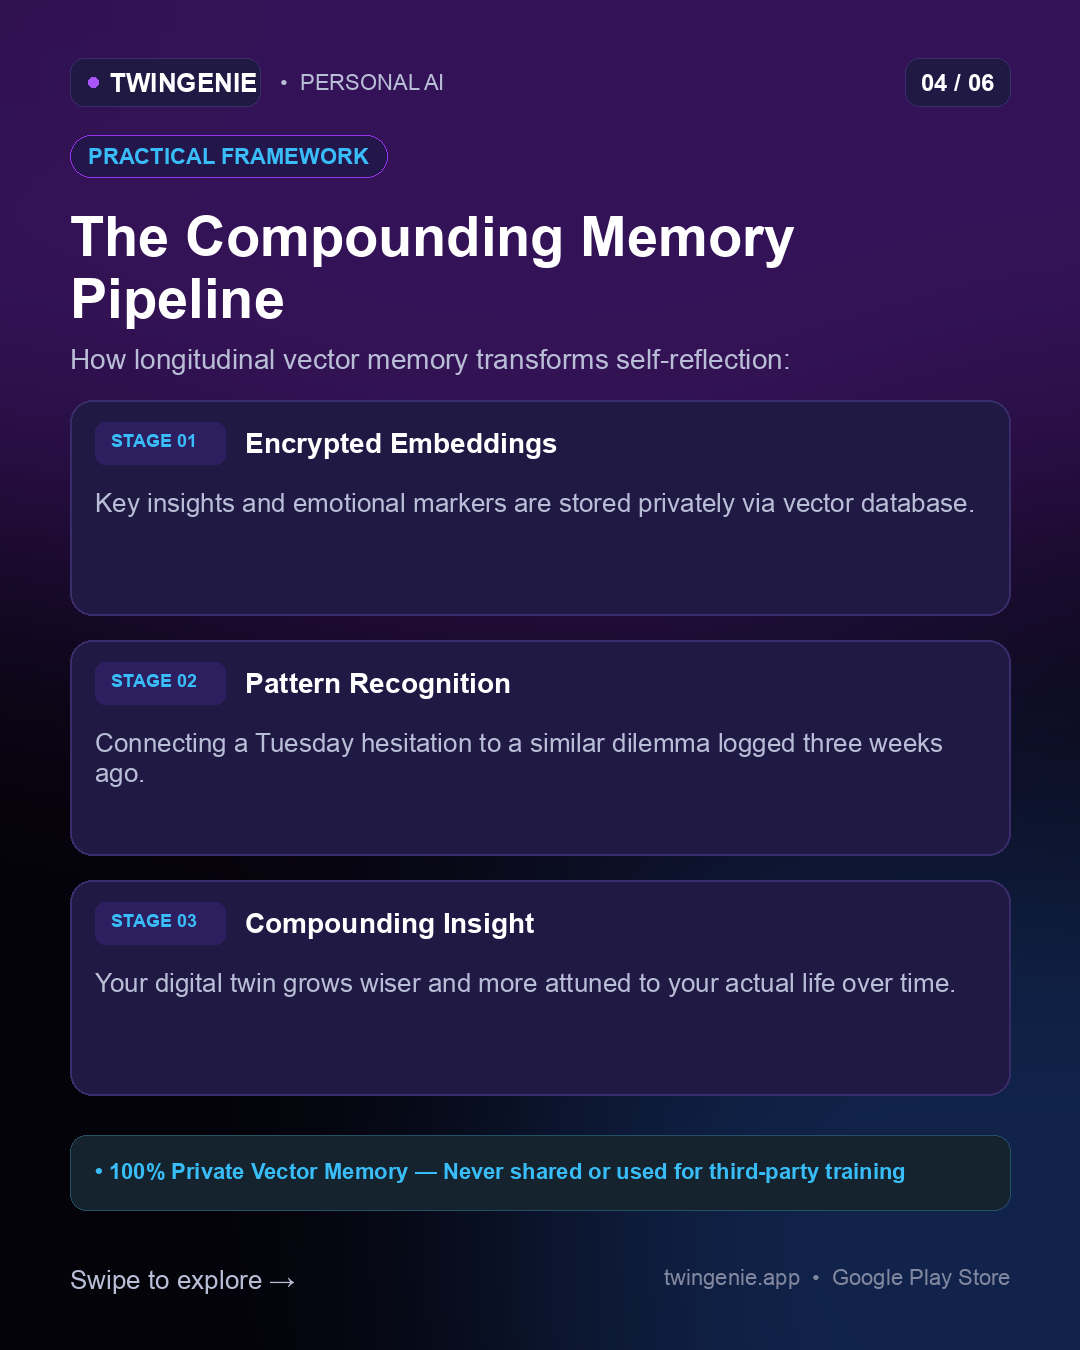 TWINGENIE • PERSONAL AI
04 / 06
PRACTICAL FRAMEWORK
The Compounding Memory
Pipeline
How longitudinal vector memory transforms self-reflection:
STAGE 01 Encrypted Embeddings
Key insights and emotional markers are stored privately via vector database.
STAGE 02 Pattern Recognition
Connecting a Tuesday hesitation to a similar dilemma logged three weeks
ago.
STAGE 03 Compounding Insight
Your digital twin grows wiser and more attuned to your actual life over time.
• 100% Private Vector Memory — Never shared or used for third-party training
Swipe to explore →
twingenie.app • Google Play Store